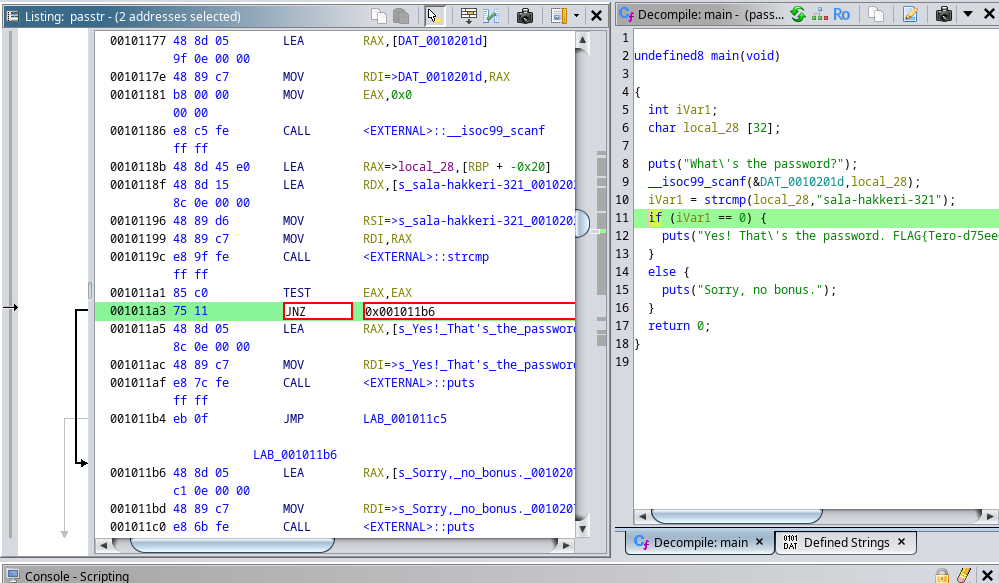 Listing: passtr - (2 addresses selected)
00101177 48 8d 05 LEA RAX,[DAT_0010201d]
9f 0e 00 00
0010117e 48 89 c7 MOV RDI=>DAT_0010201d,RAX
00101181 b8 00 00 MOV EAX,0x0
00 00
00101186 e8 c5 fe CALL <EXTERNAL>::__isoc99_scanf
ff ff
0010118b 48 8d 45 e0 LEA RAX=>local_28,[RBP + -0x20]
0010118f 48 8d 15 LEA RDX,[s_sala-hakkeri-321_001020
8c 0e 00 00
00101196 48 89 d6 MOV RSI=>s_sala-hakkeri-321_00102
00101199 48 89 c7 MOV RDI,RAX
0010119c e8 9f fe CALL <EXTERNAL>::strcmp
ff ff
001011a1 85 c0 TEST EAX,EAX
001011a3 75 11 JNZ 0x001011b6
001011a5 48 8d 05 LEA RAX,[s_Yes!_That's_the_password
8c 0e 00 00
001011ac 48 89 c7 MOV RDI=>s_Yes!_That's_the_passwor
001011af e8 7c fe CALL <EXTERNAL>::puts
ff ff
001011b4 eb 0f JMP LAB_001011c5
LAB_001011b6
001011b6 48 8d 05 LEA RAX,[s_Sorry,_no_bonus._001020
c1 0e 00 00
001011bd 48 89 c7 MOV RDI=>s_Sorry,_no_bonus._00102
001011c0 e8 6b fe CALL <EXTERNAL>::puts
Decompile: main - (pass...
Ro
1
2 undefined8 main(void)
3
4 {
5 int iVar1;
6 char local_28 [32];
7
8 puts("What\'s the password?");
9 __isoc99_scanf(&DAT_0010201d,local_28);
10 iVar1 = strcmp(local_28,"sala-hakkeri-321");
11 if (iVar1 == 0) {
12 puts("Yes! That\'s the password. FLAG{Tero-d75ee
13 }
14 else {
15 puts("Sorry, no bonus.");
16 }
17 return 0;
18 }
19
Decompile: main
0101 DAT Defined Strings
Console - Scripting